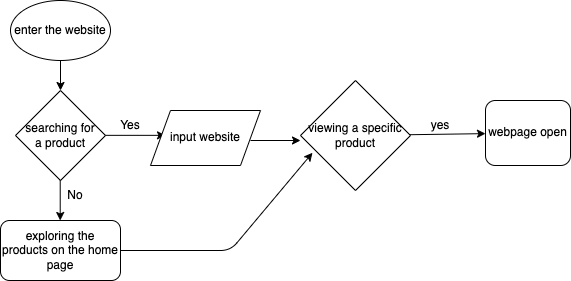 enter the website
searching for
a product
Yes
input website
viewing a specific
product
yes
webpage open
No
exploring the
products on the home
page